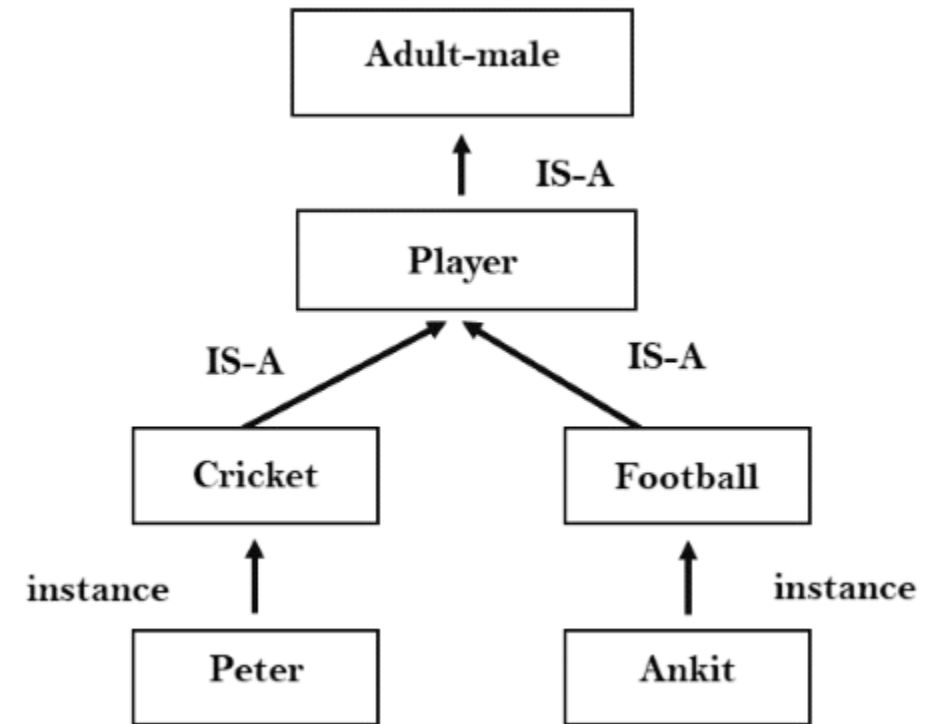 Adult-male
IS-A
Player
IS-A
IS-A
Cricket
Football
instance
instance
Peter
Ankit